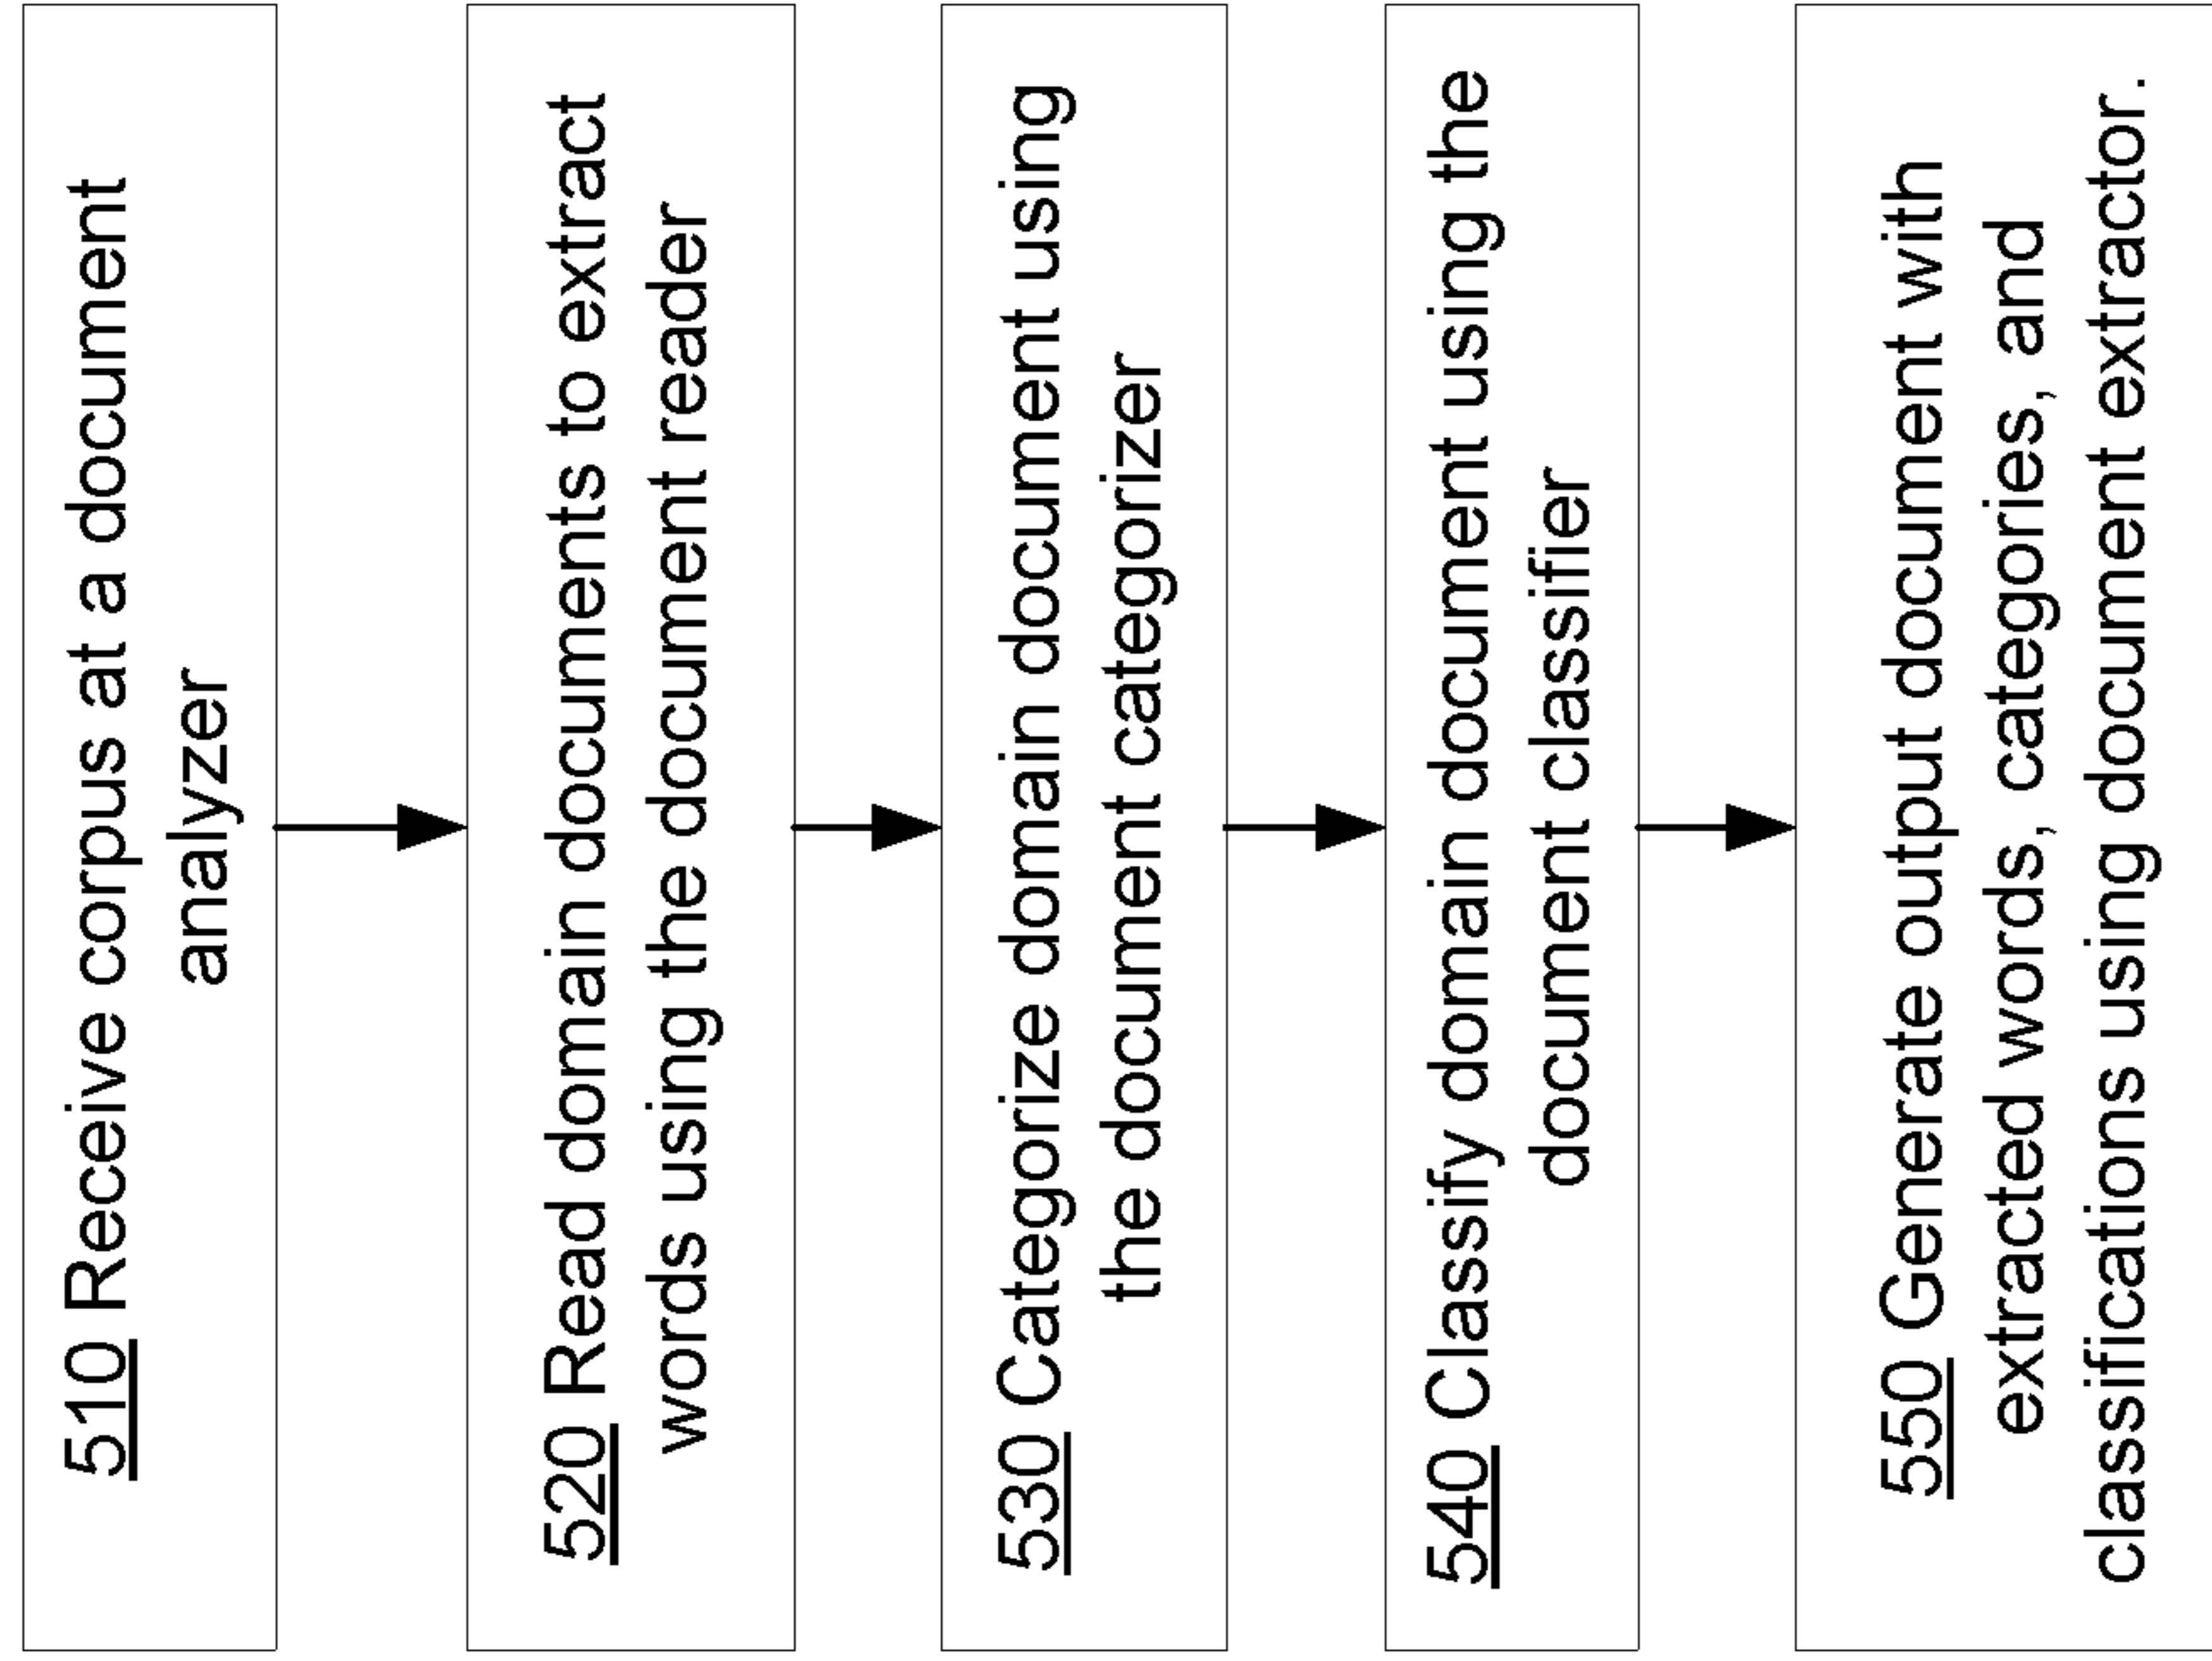 510 Receive corpus at a document
analyzer
520 Read domain documents to extract
words using the document reader
530 Categorize domain document using
the document categorizer
540 Classify domain document using the
document classifier
550 Generate output document with
extracted words, categories, and
classifications using document extractor.